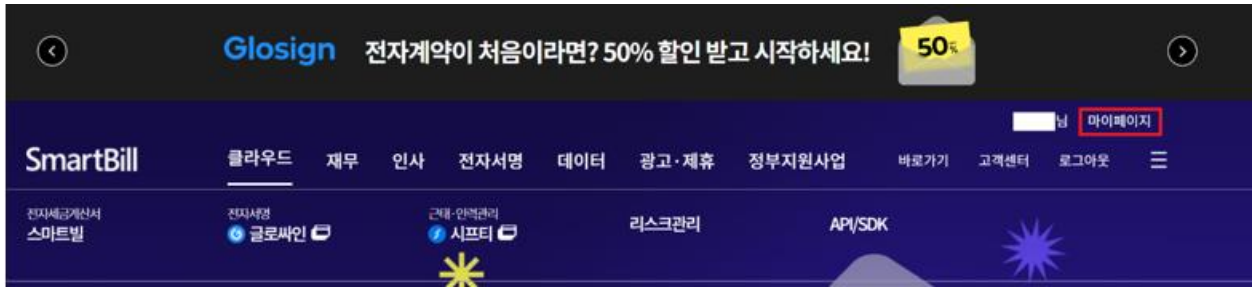 Glosign 전자계약이 처음이라면? 50% 할인 받고 시작하세요! 50%
님 마이페이지
SmartBill 클라우드 재무 인사 전자서명 데이터 광고·제휴 정부지원사업 바로가기 고객센터 로그아웃
전자세금계산서 전자서명 근태·인력관리
스마트빌 글로싸인 시프티 리스크관리 API/SDK